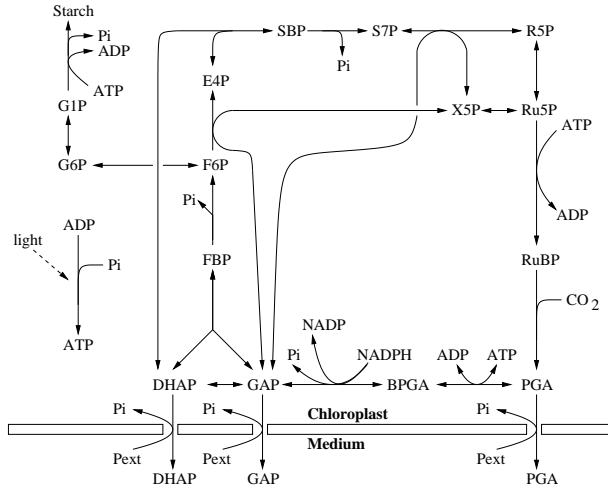 Starch
SBP
S7P
R5P
Pi
ADP
Pi
E4P
ATP
G1P
X5P
Ru5P
ATP
G6P
F6P
Pi
ADP
ADP
light
Pi
FBP
RuBP
CO 2
NADP
ATP
Pi
NADPH
ADP
ATP
DHAP
GAP
BPGA
PGA
Pi
Pi
Chloroplast
Pi
Medium
Pext
Pext
Pext
DHAP
GAP
PGA